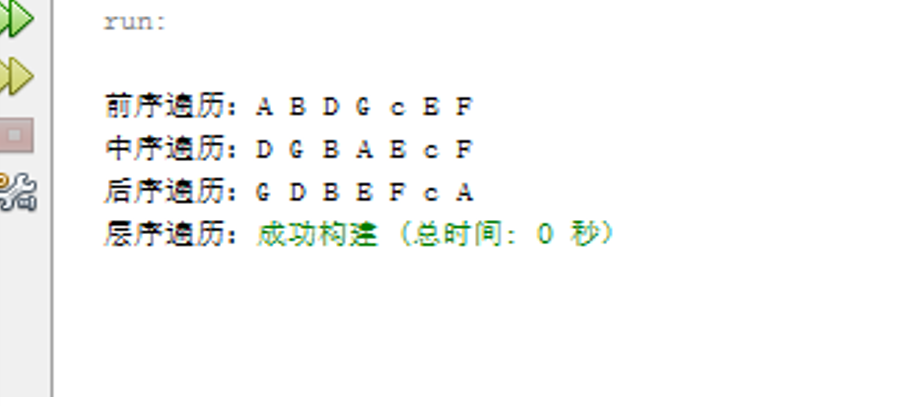 run:
前序遍历: A B D G c E F
中序遍历: D G B A E c F
后序遍历: G D B E F c A
层序遍历: 成功构建 (总时间: 0 秒)